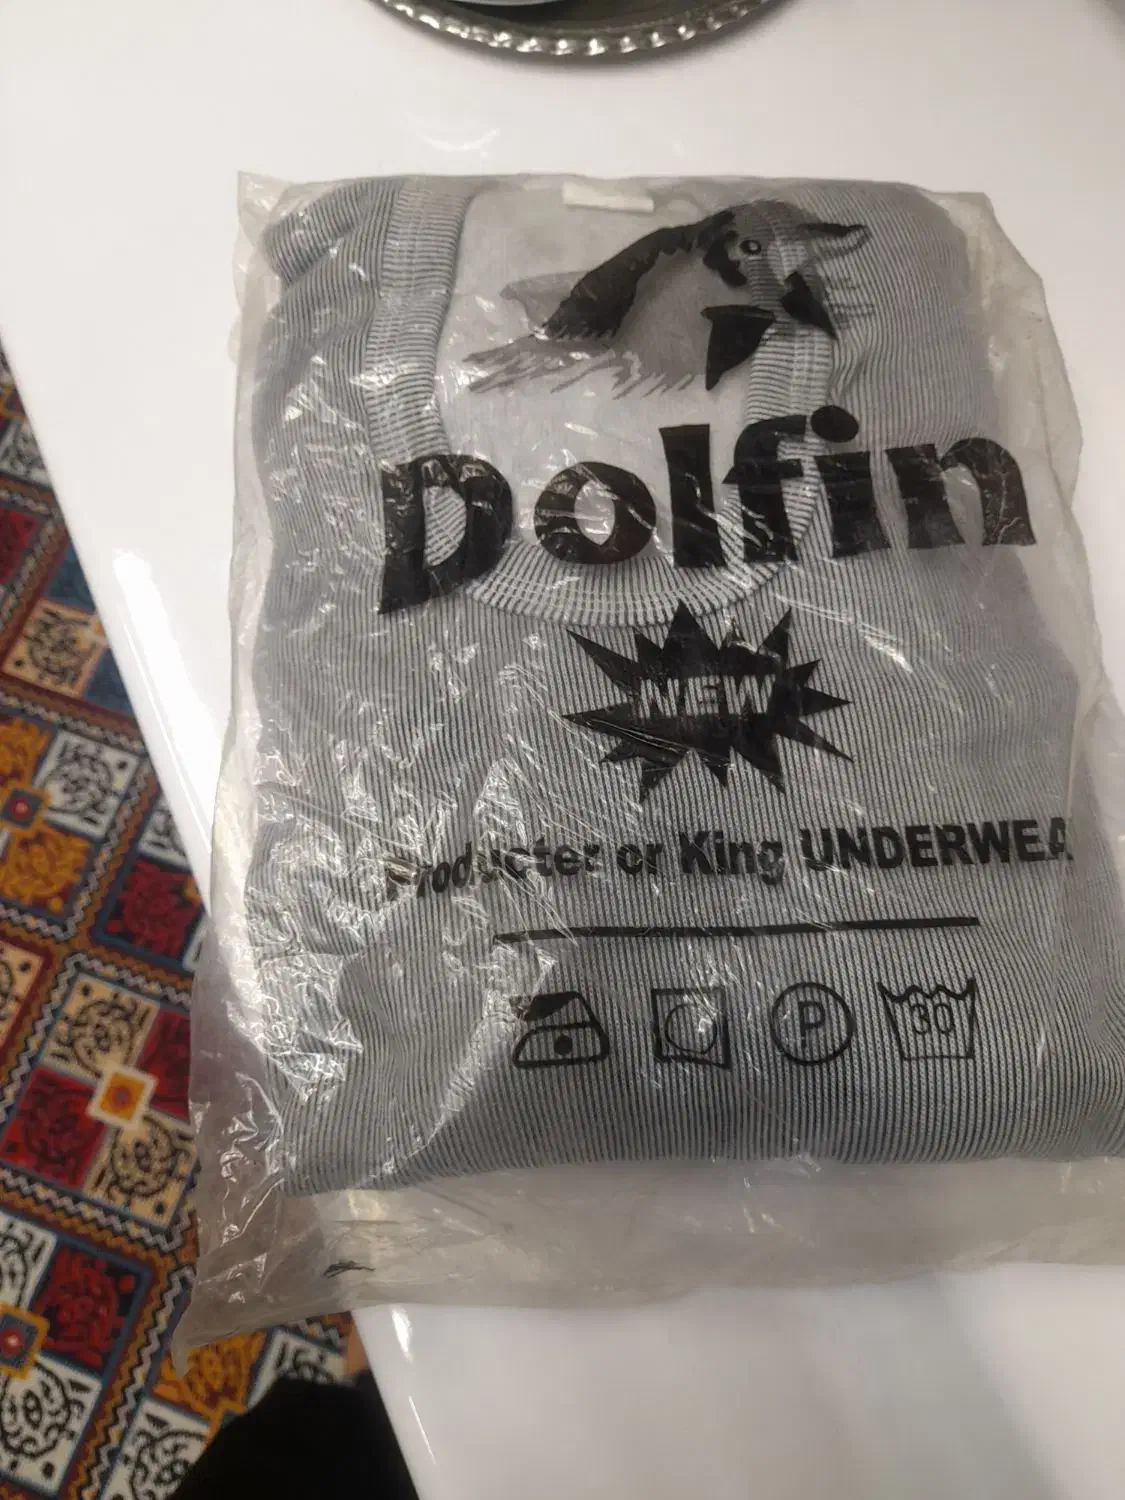 Dolfin
NEW
Producter or King UNDERWEA
P
30